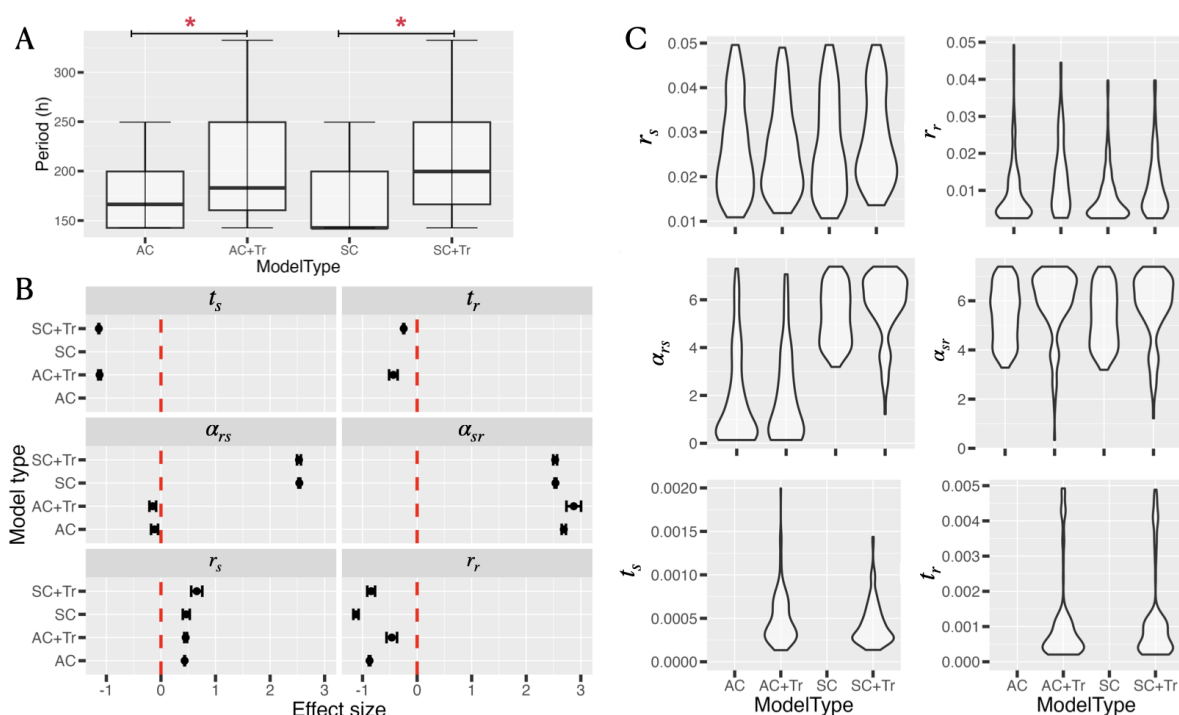 A
*
*
Period (h)
300
250
200
150
AC
AC+Tr
SC
SC+Tr
ModelType
B
Model type
t_s
t_r
SC+Tr
SC
AC+Tr
AC
α_rs
α_sr
SC+Tr
SC
AC+Tr
AC
r_s
r_r
SC+Tr
SC
AC+Tr
AC
-1
0
1
2
3
-1
0
1
2
3
Effect size
C
r_s
0.05
0.04
0.03
0.02
0.01
r_r
0.05
0.04
0.03
0.02
0.01
α_rs
6
4
2
0
α_sr
6
4
2
0
t_s
0.0020
0.0015
0.0010
0.0005
0.0000
AC
AC+Tr
SC
SC+Tr
ModelType
t_r
0.005
0.004
0.003
0.002
0.001
0.000
AC
AC+Tr
SC
SC+Tr
ModelType